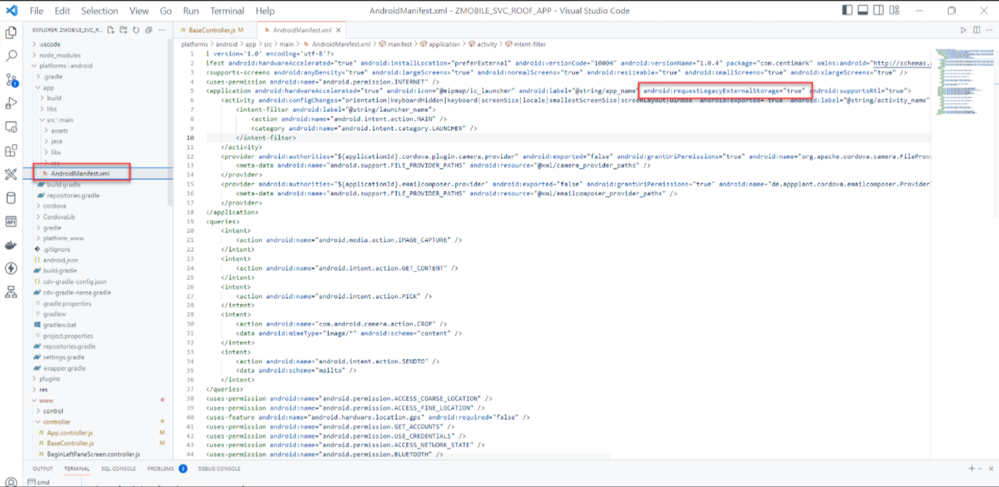 File Edit Selection View Go Run Terminal Help
AndroidManifest.xml - ZMOBILE_SVC_ROOF_APP - Visual Studio Code
EXPLORER: ZMOBILE_SVC_R...
.vscode
node_modules
platforms\android
.gradle
app
build
libs
src\main
assets
java
libs
res
AndroidManifest.xml
build.gradle
repositories.gradle
cordova
CordovaLib
gradle
platform_www
.gitignore
android.json
build.gradle
cdv-gradle-config.json
cdv-gradle-name.gradle
gradle.properties
gradlew
gradlew.bat
project.properties
repositories.gradle
settings.gradle
wrapper.gradle
plugins
res
www
control
controller
JS App.controller.js M
JS BaseController.js M
JS BeginLeftPaneScreen.controller.js
JS BaseController.js M
AndroidManifest.xml
platforms > android > app > src > main > AndroidManifest.xml > manifest > application > activity > intent-filter
1 l version='1.0' encoding='utf-8'?>
2 ifest android:hardwareAccelerated="true" android:installLocation="preferExternal" android:versionCode="10004" android:versionName="1.0.4" package="com.centimark" xmlns:android="http://schemas.
3 <supports-screens android:anyDensity="true" android:largeScreens="true" android:normalScreens="true" android:resizeable="true" android:smallScreens="true" android:xlargeScreens="true" />
4 <uses-permission android:name="android.permission.INTERNET" />
5 <application android:hardwareAccelerated="true" android:icon="@mipmap/ic_launcher" android:label="@string/app_name" android:requestLegacyExternalStorage="true" android:supportsRtl="true">
6 <activity android:configChanges="orientation|keyboardHidden|keyboard|screenSize|locale|smallestScreenSize|screenLayout|uiMode" android:exported="true" android:label="@string/activity_name"
7 <intent-filter android:label="@string/launcher_name">
8 <action android:name="android.intent.action.MAIN" />
9 <category android:name="android.intent.category.LAUNCHER" />
10 </intent-filter>
11 </activity>
12 <provider android:authorities="${applicationId}.cordova.plugin.camera.provider" android:exported="false" android:grantUriPermissions="true" android:name="org.apache.cordova.camera.FileProvi
13 <meta-data android:name="android.support.FILE_PROVIDER_PATHS" android:resource="@xml/camera_provider_paths" />
14 </provider>
15 <provider android:authorities="${applicationId}.emailcomposer.provider" android:exported="false" android:grantUriPermissions="true" android:name="de.appplant.cordova.emailcomposer.Provider"
16 <meta-data android:name="android.support.FILE_PROVIDER_PATHS" android:resource="@xml/emailcomposer_provider_paths" />
17 </provider>
18 </application>
19 <queries>
20 <intent>
21 <action android:name="android.media.action.IMAGE_CAPTURE" />
22 </intent>
23 <intent>
24 <action android:name="android.intent.action.GET_CONTENT" />
25 </intent>
26 <intent>
27 <action android:name="android.intent.action.PICK" />
28 </intent>
29 <intent>
30 <action android:name="com.android.camera.action.CROP" />
31 <data android:mimeType="image/*" android:scheme="content" />
32 </intent>
33 <intent>
34 <action android:name="android.intent.action.SENDTO" />
35 <data android:scheme="mailto" />
36 </intent>
37 </queries>
38 <uses-permission android:name="android.permission.ACCESS_COARSE_LOCATION" />
39 <uses-permission android:name="android.permission.ACCESS_FINE_LOCATION" />
40 <uses-feature android:name="android.hardware.location.gps" android:required="false" />
41 <uses-permission android:name="android.permission.GET_ACCOUNTS" />
42 <uses-permission android:name="android.permission.USE_CREDENTIALS" />
43 <uses-permission android:name="android.permission.ACCESS_NETWORK_STATE" />
44 <uses-permission android:name="android.permission.BLUETOOTH" />
OUTPUT TERMINAL SQL CONSOLE PROBLEMS 3 DEBUG CONSOLE
cmd